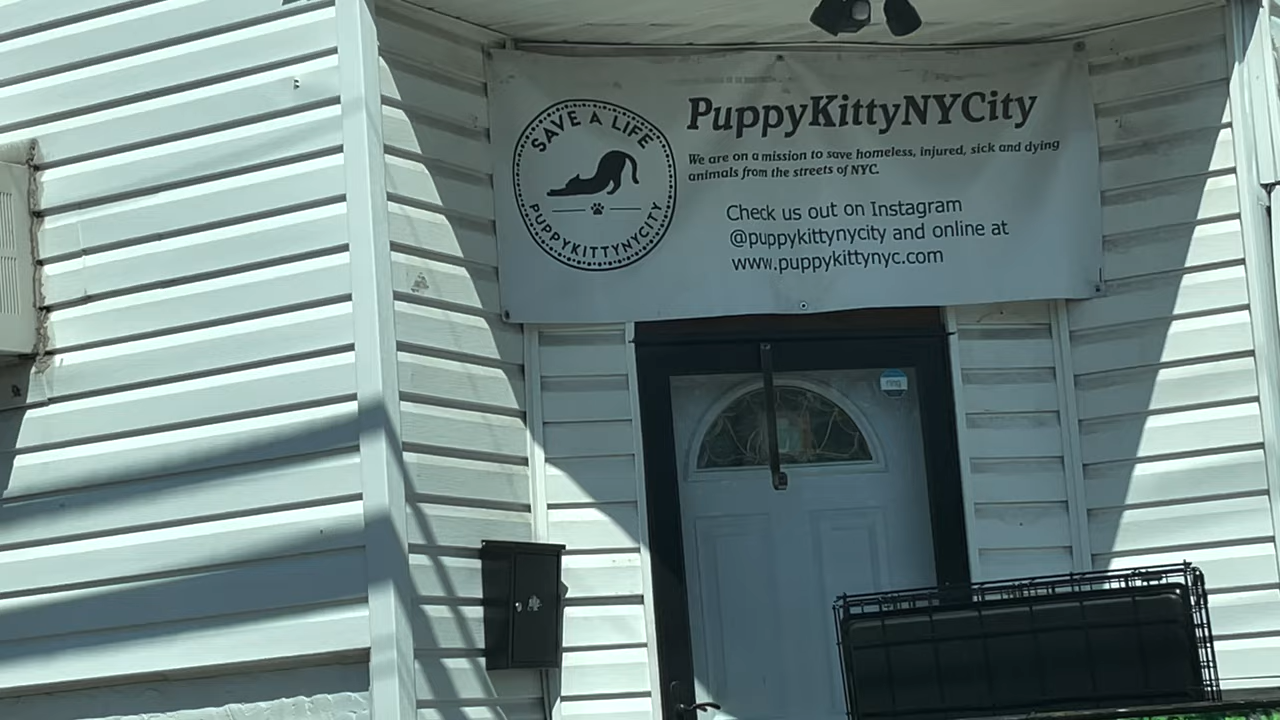 SAVE A LIFE
PUPPYKITTYNYCITY
PuppyKittyNYCity
We are on a mission to save homeless, injured, sick and dying
animals from the streets of NYC.
Check us out on Instagram
@puppykittynycity and online at
www.puppykittynyc.com
ring